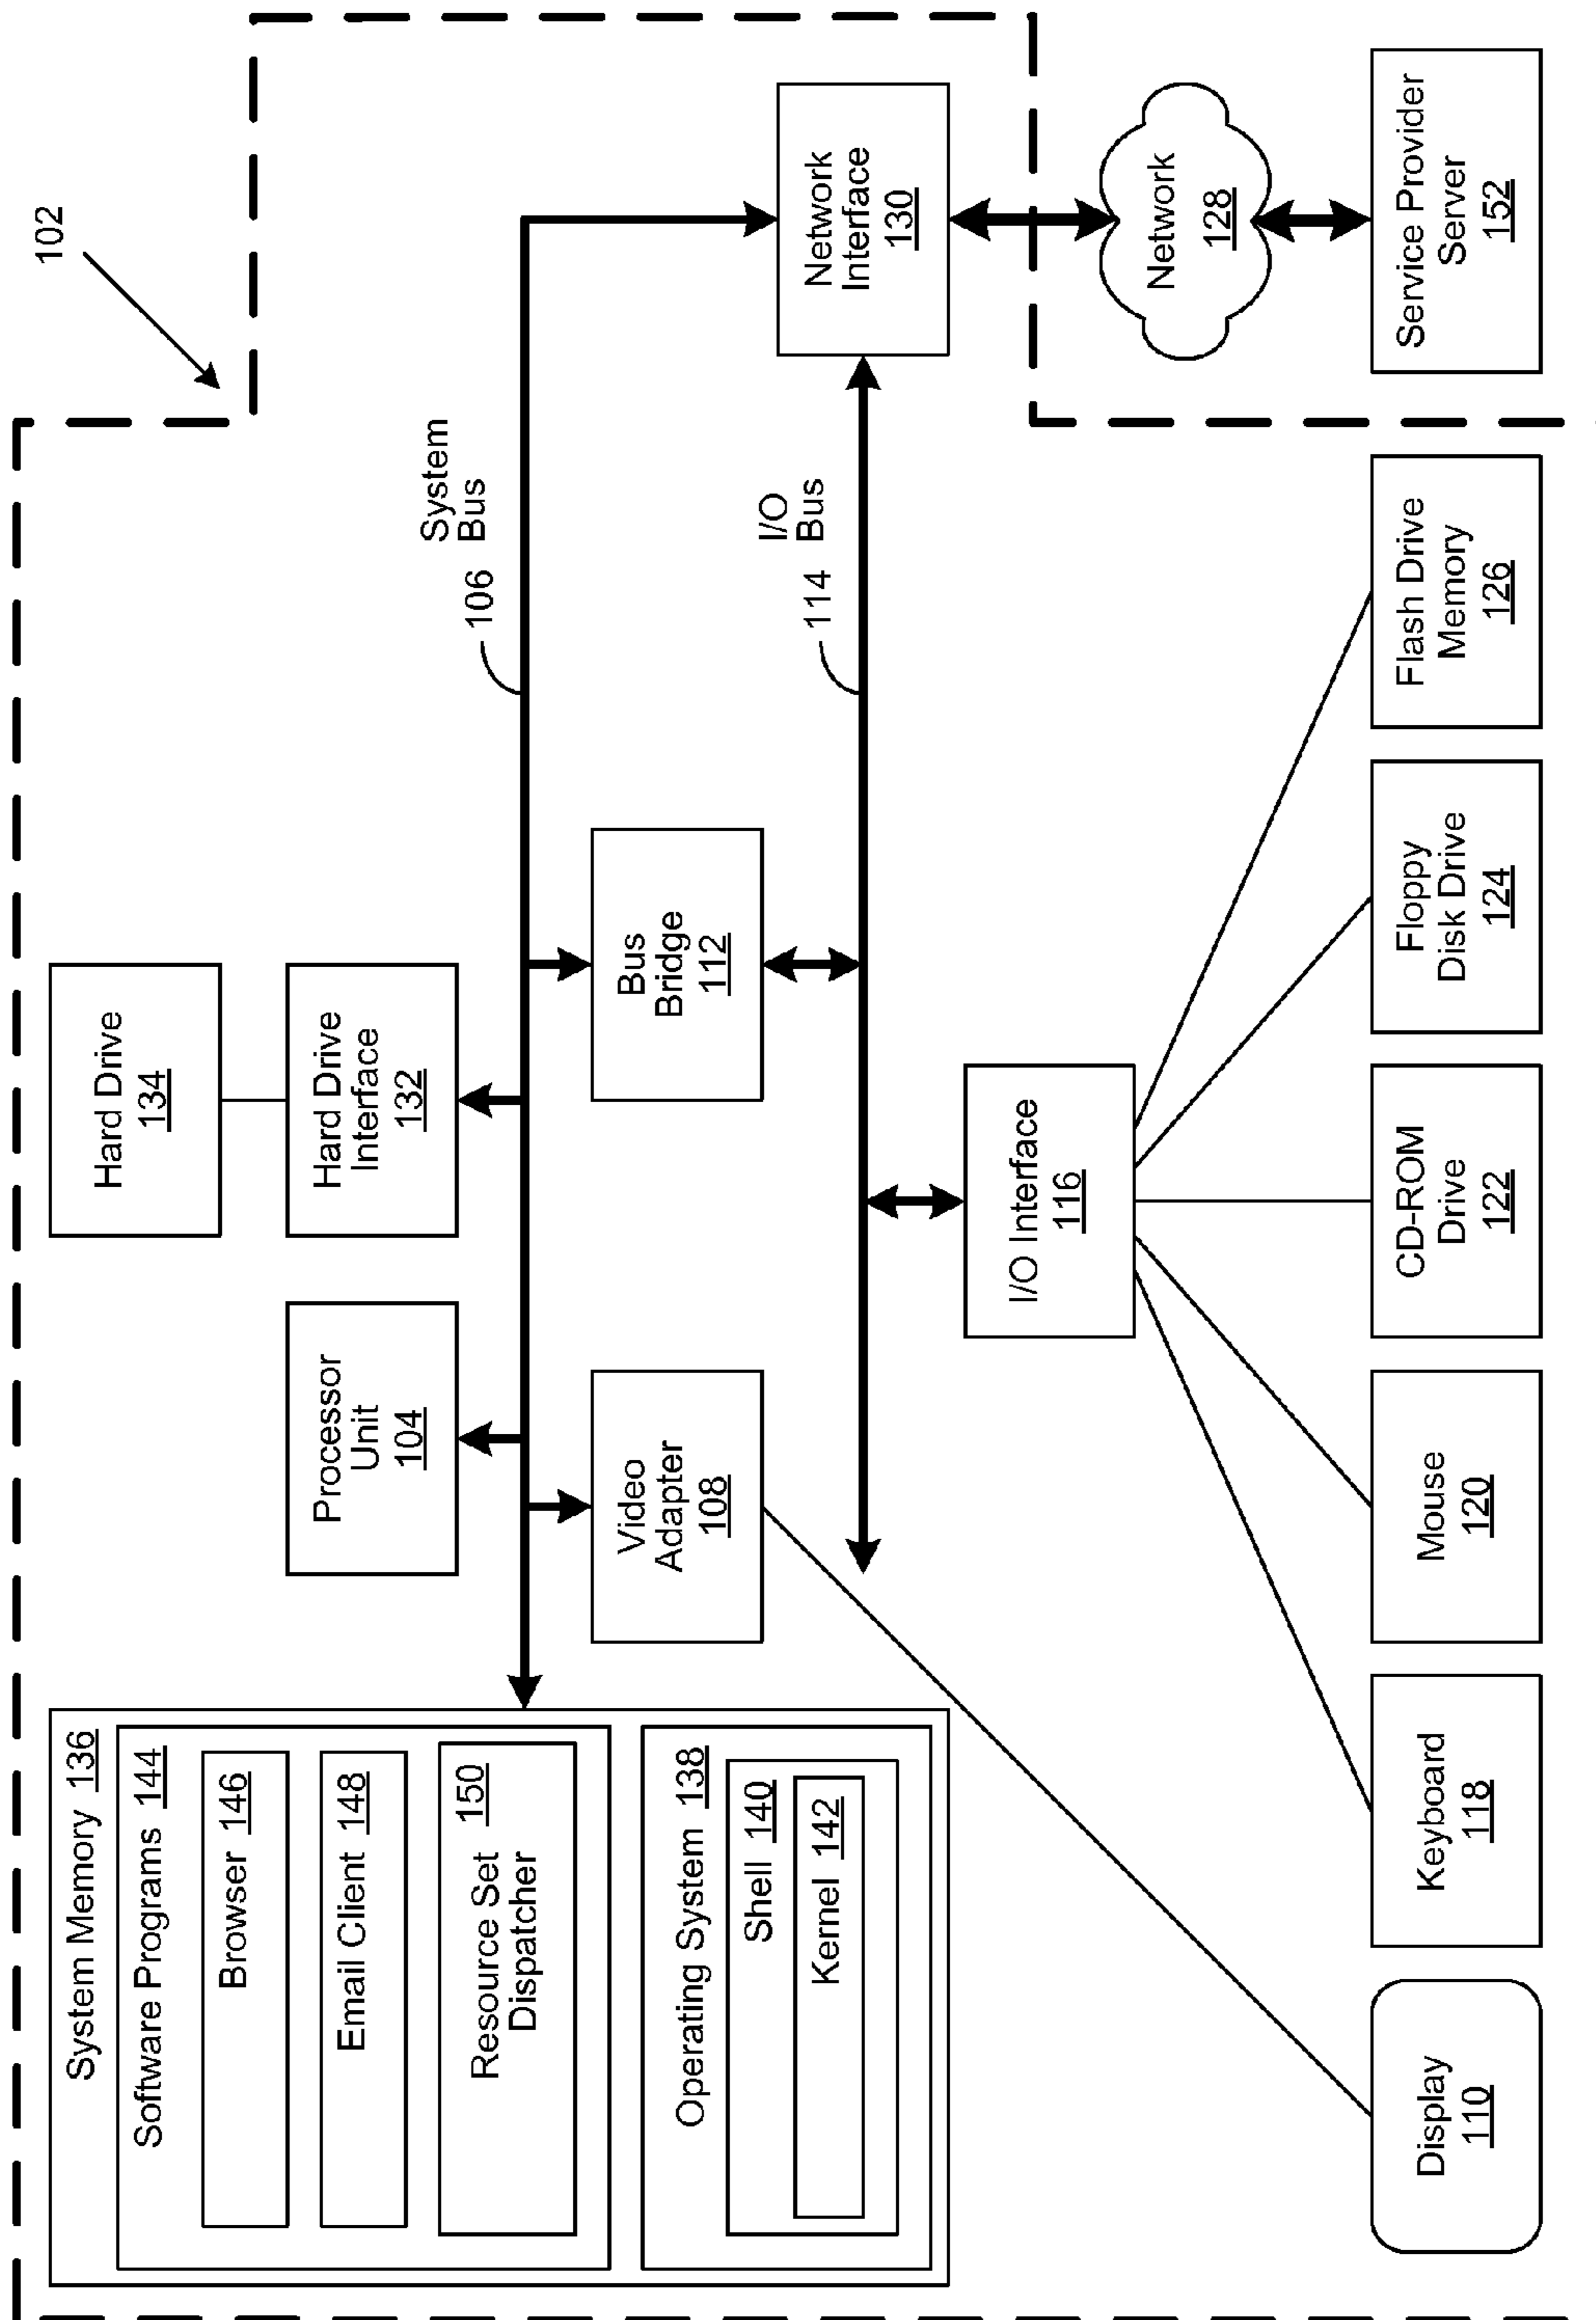 102
System Memory 136
Software Programs 144
Browser 146
Email Client 148
Resource Set 150
Dispatcher
Operating System 138
Shell 140
Kernel 142
Processor
Unit
104
Hard Drive
134
Hard Drive
Interface
132
System
106 Bus
Video
Adapter
108
Bus
Bridge
112
I/O
114 Bus
Network
Interface
130
I/O Interface
116
Network
128
Display
110
Keyboard
118
Mouse
120
CD-ROM
Drive
122
Floppy
Disk Drive
124
Flash Drive
Memory
126
Service Provider
Server
152